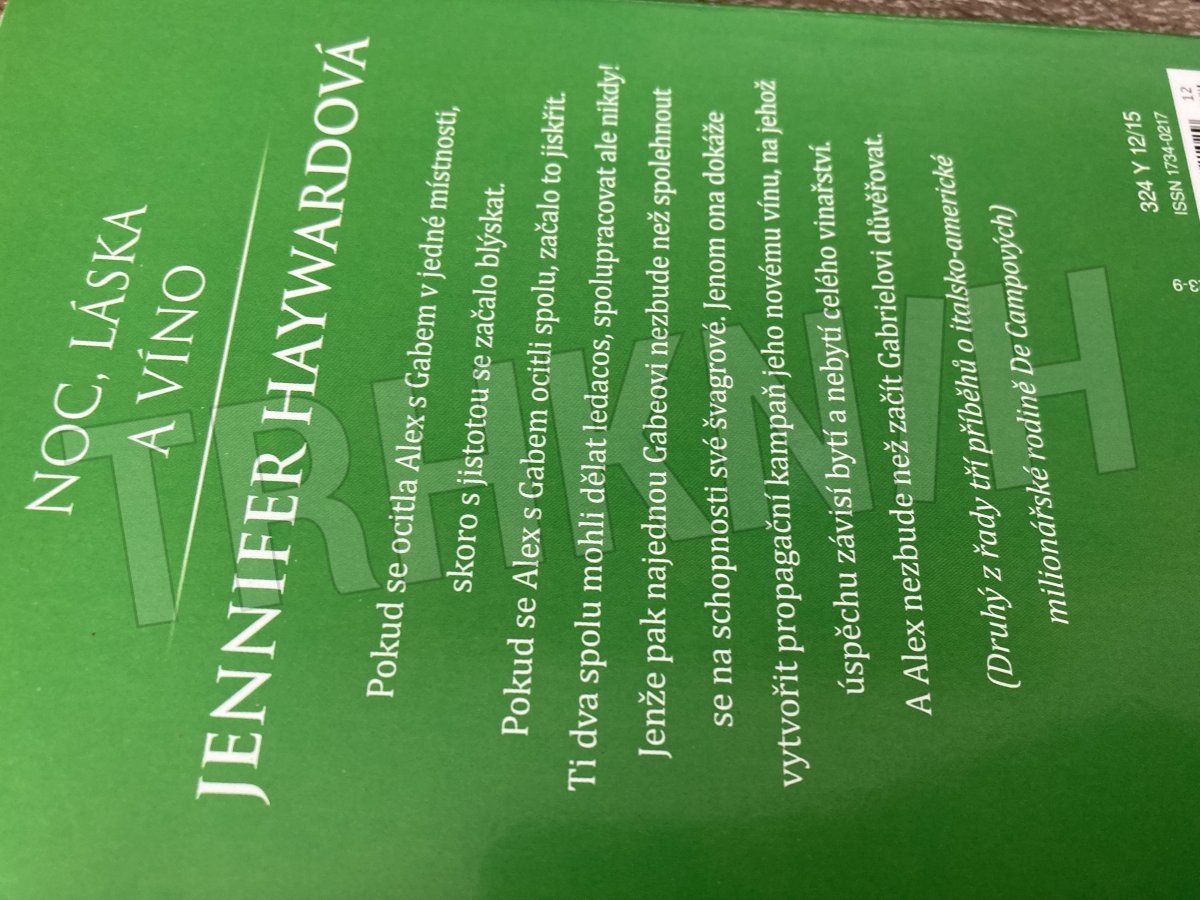 NOC, LÁSKA
A VÍNO
JENNIFER HAYWARDOVÁ
Pokud se ocitla Alex s Gabem v jedné místnosti,
skoro s jistotou se začalo blýskat.
Pokud se Alex s Gabem ocitli spolu, začalo to jiskřit.
Ti dva spolu mohli dělat ledacos, spolupracovat ale nikdy!
Jenže pak najednou Gabeovi nezbude než spolehnout
se na schopnosti své švagrové. Jenom ona dokáže
vytvořit propagační kampaň jeho novému vínu, na jehož
úspěchu závisí bytí a nebytí celého vinařství.
A Alex nezbude než začít Gabrielovi důvěřovat.
(Druhý z řady tří příběhů o italsko-americké
milionářské rodině De Campových)
324 Y 12/15
ISSN 1734-0217
12
TRHKNIH